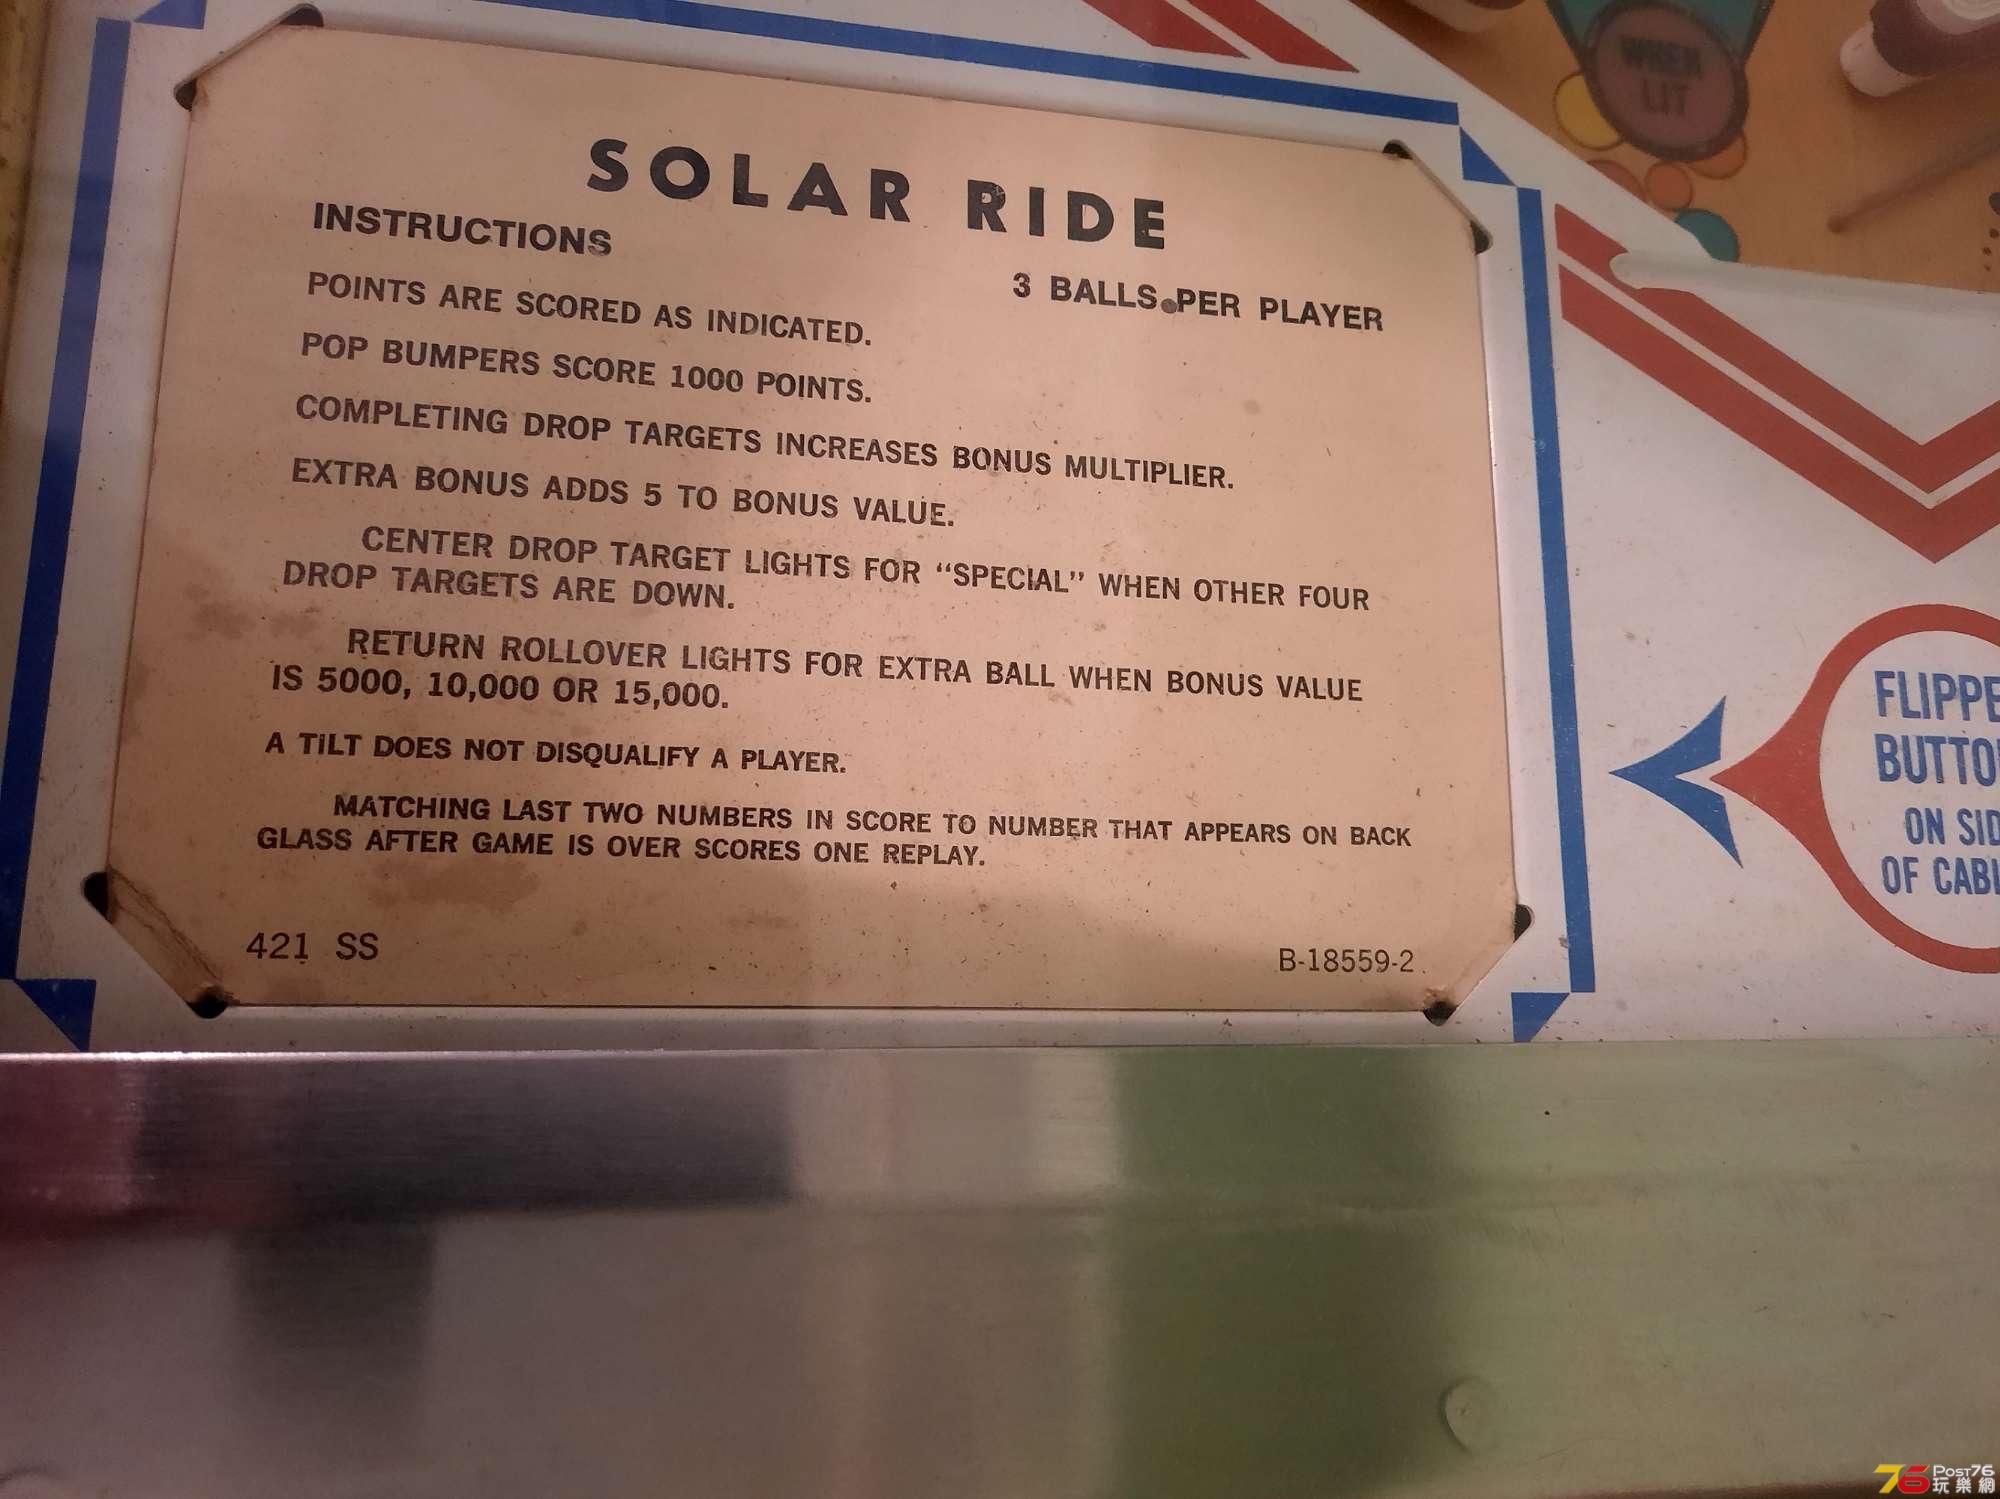 WHEN
LIT
SOLAR RIDE
INSTRUCTIONS
3 BALLS PER PLAYER
POINTS ARE SCORED AS INDICATED.
POP BUMPERS SCORE 1000 POINTS.
COMPLETING DROP TARGETS INCREASES BONUS MULTIPLIER.
EXTRA BONUS ADDS 5 TO BONUS VALUE.
CENTER DROP TARGET LIGHTS FOR "SPECIAL" WHEN OTHER FOUR
DROP TARGETS ARE DOWN.
RETURN ROLLOVER LIGHTS FOR EXTRA BALL WHEN BONUS VALUE
IS 5000, 10,000 OR 15,000.
A TILT DOES NOT DISQUALIFY A PLAYER.
MATCHING LAST TWO NUMBERS IN SCORE TO NUMBER THAT APPEARS ON BACK
GLASS AFTER GAME IS OVER SCORES ONE REPLAY.
421 SS
B-18559-2
FLIPPE
BUTTO
ON SID
OF CABI
76 Post76
玩樂網